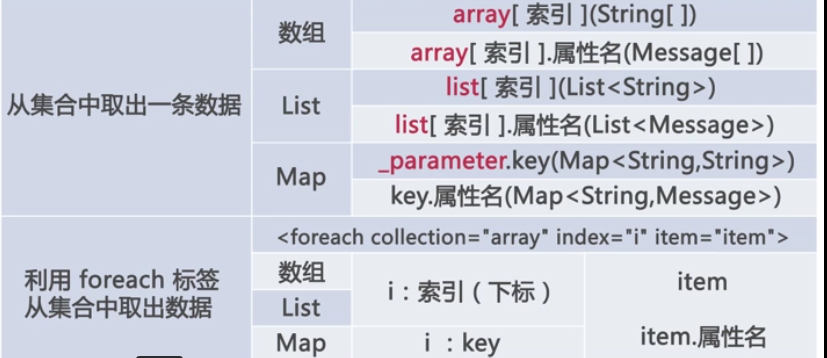 从集合中取出一条数据
数组
array[ 索引 ](String[ ])
array[ 索引 ].属性名(Message[ ])
List
list[ 索引 ](List<String>)
list[ 索引 ].属性名(List<Message>)
Map
_parameter.key(Map<String,String>)
key.属性名(Map<String,Message>)
利用 foreach 标签
从集合中取出数据
<foreach collection="array" index="i" item="item">
数组
List
i：索引（下标）
Map
i ：key
item
item.属性名